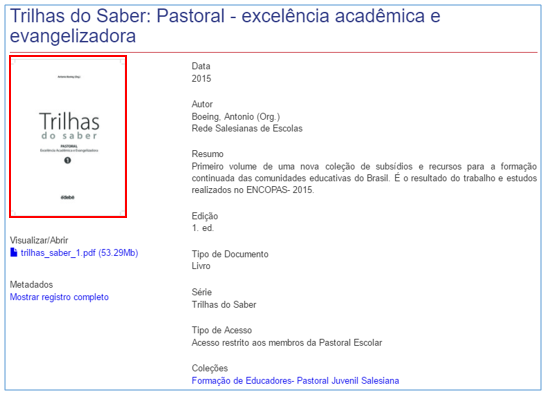 Trilhas do Saber: Pastoral - excelência acadêmica e
evangelizadora
Trilhas
do saber
PASTORAL
Excelência Acadêmica e Evangelizadora
1
Visualizar/Abrir
trilhas_saber_1.pdf (53.29Mb)
Metadados
Mostrar registro completo
Data
2015
Autor
Boeing, Antonio (Org.)
Rede Salesianas de Escolas
Resumo
Primeiro volume de uma nova coleção de subsídios e recursos para a formação
continuada das comunidades educativas do Brasil. É o resultado do trabalho e estudos
realizados no ENCOPAS- 2015.
Edição
1. ed.
Tipo de Documento
Livro
Série
Trilhas do Saber
Tipo de Acesso
Acesso restrito aos membros da Pastoral Escolar
Coleções
Formação de Educadores- Pastoral Juvenil Salesiana